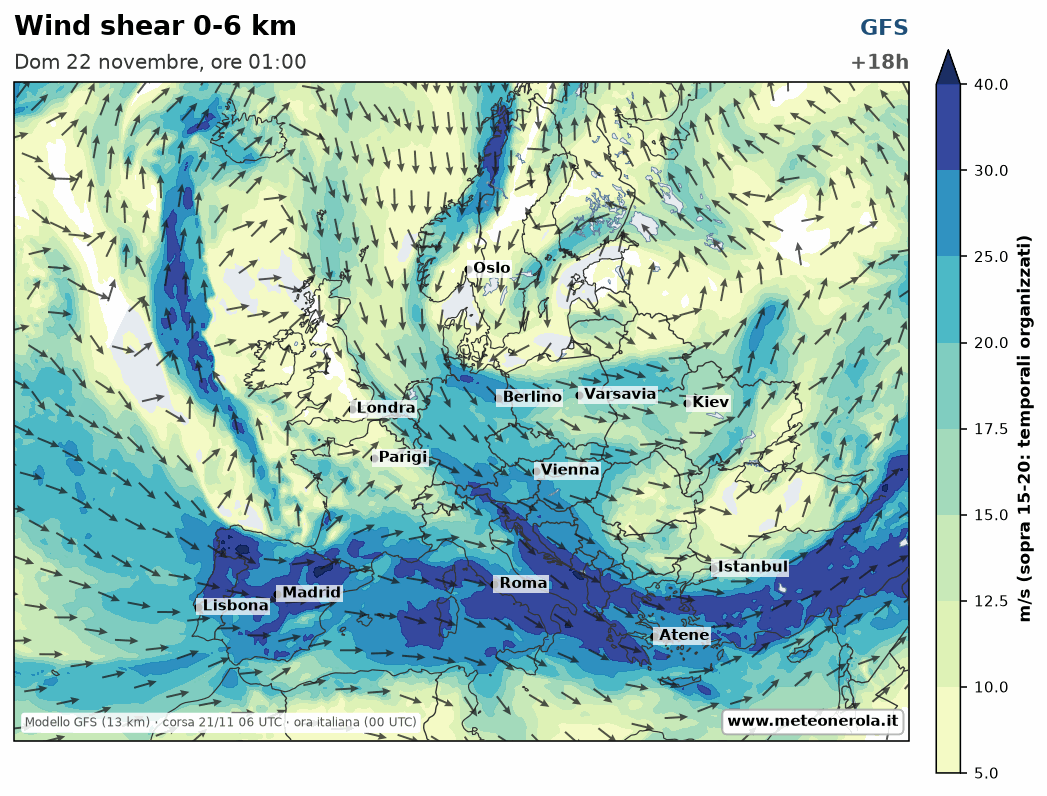 Wind shear 0-6 km
GFS
Dom 22 novembre, ore 01:00
+18h
40.0
30.0
25.0
20.0
17.5
15.0
12.5
10.0
5.0
m/s (sopra 15-20: temporali organizzati)
Oslo
Londra
Berlino
Varsavia
Kiev
Parigi
Vienna
Istanbul
Roma
Madrid
Lisbona
Atene
Modello GFS (13 km) · corsa 21/11 06 UTC · ora italiana (00 UTC)
www.meteonerola.it